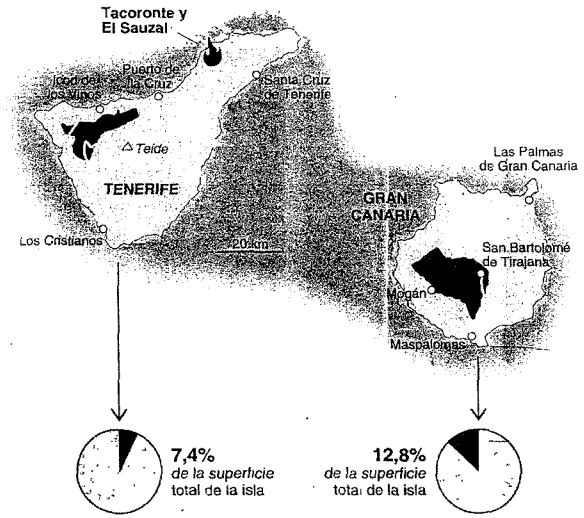 Tacoronte y
El Sauzal
Puerto de
la Cruz
Icod de
los Vinos
Santa Cruz
de Tenerife
Teide
TENERIFE
Los Cristianos
20 km
Las Palmas
de Gran Canaria
GRAN
CANARIA
San Bartolomé
de Tirajana
Mogán
Maspalomas
7,4%
de la superficie
total de la isla
12,8%
de la superficie
total de la isla